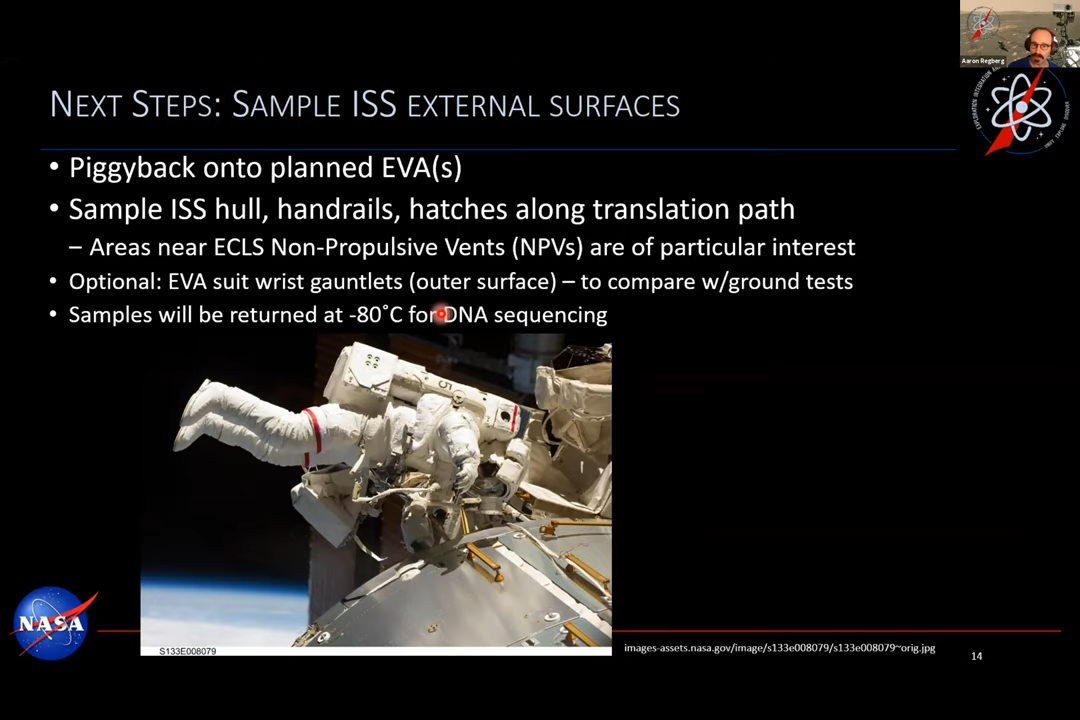 Aaron Regberg
NEXT STEPS: SAMPLE ISS EXTERNAL SURFACES
• Piggyback onto planned EVA(s)
• Sample ISS hull, handrails, hatches along translation path
– Areas near ECLS Non-Propulsive Vents (NPVs) are of particular interest
• Optional: EVA suit wrist gauntlets (outer surface) – to compare w/ground tests
• Samples will be returned at -80˚C for DNA sequencing
5
NASA
S133E008079
images-assets.nasa.gov/image/s133e008079/s133e008079~orig.jpg
14